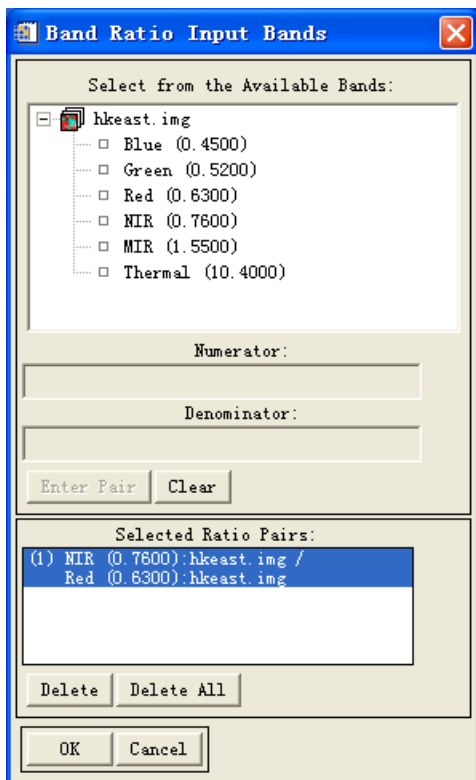 Band Ratio Input Bands
Select from the Available Bands:
hkeast.img
Blue (0.4500)
Green (0.5200)
Red (0.6300)
NIR (0.7600)
MIR (1.5500)
Thermal (10.4000)
Numerator:
Denominator:
Enter Pair Clear
Selected Ratio Pairs:
(1) NIR (0.7600):hkeast.img /
Red (0.6300):hkeast.img
Delete Delete All
OK Cancel